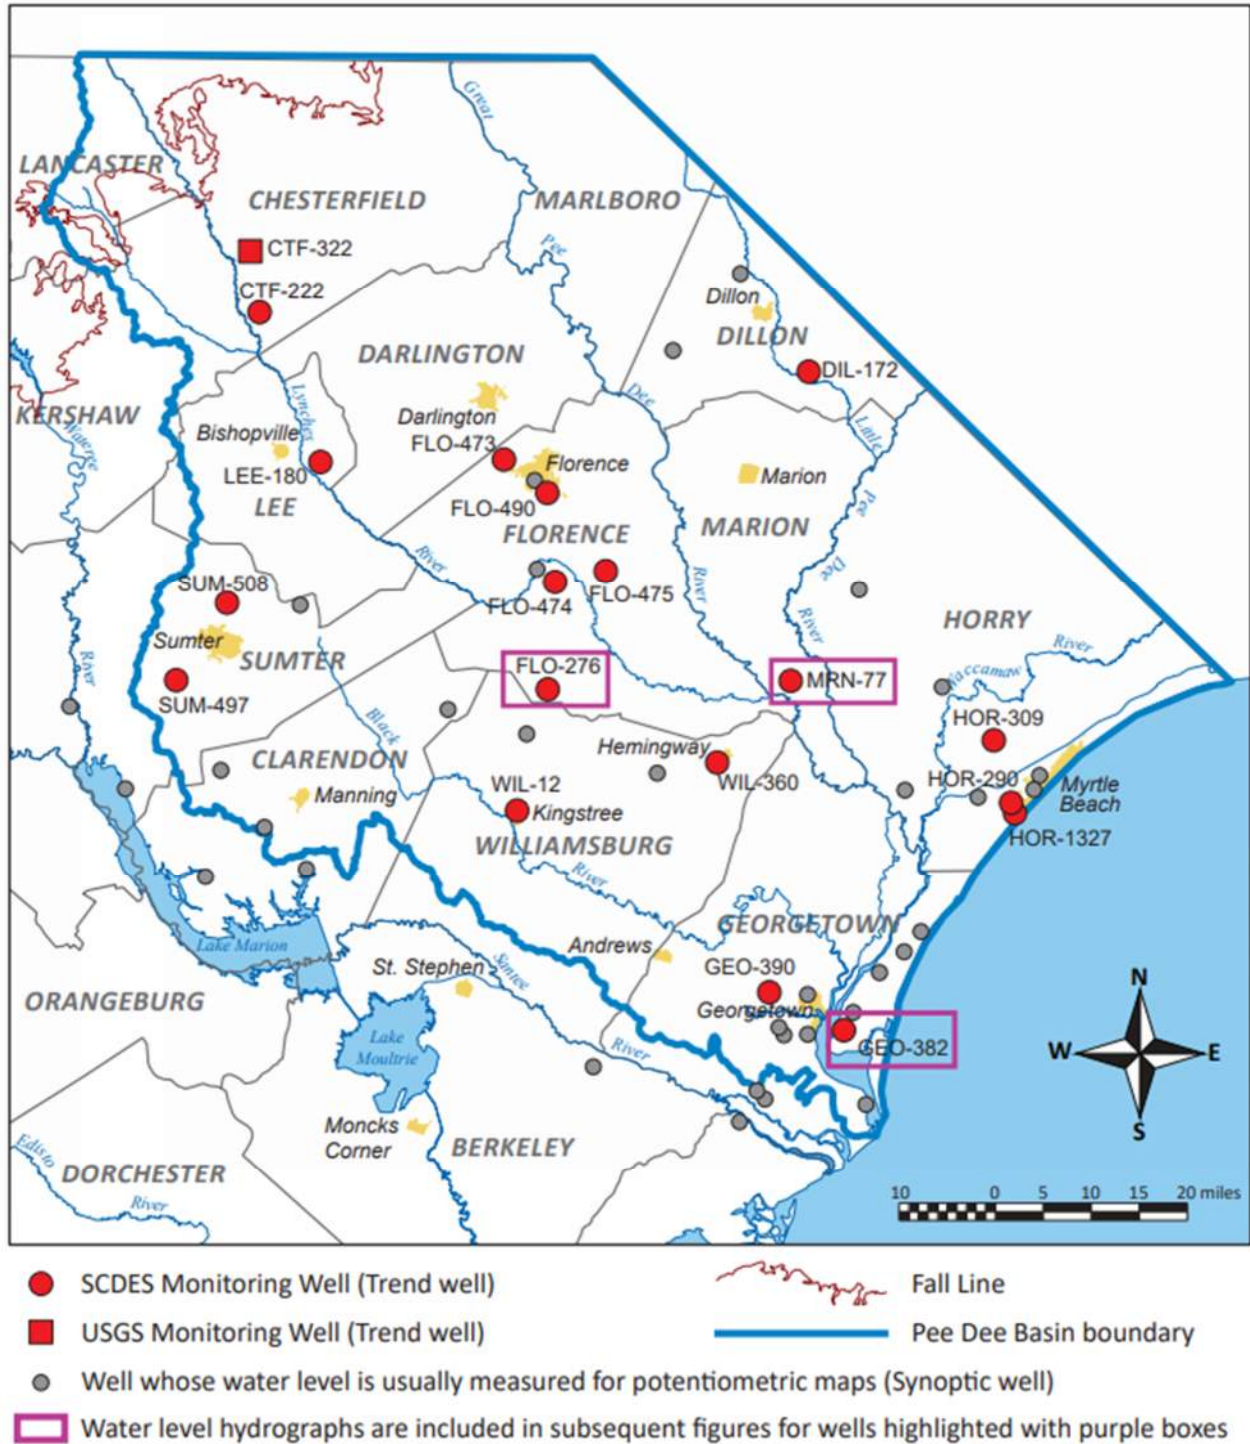 Great
LANCASTER
CHESTERFIELD
MARLBORO
CTF-322
Pee
CTF-222
Dillon
DILLON
DARLINGTON
DIL-172
Dee
Lynches
KERSHAW
Darlington
Little
Wateree
Bishopville
FLO-473
Florence
LEE-180
Marion
Pee
LEE
FLO-490
FLORENCE
MARION
River
Dee
SUM-508
River
FLO-474
FLO-475
HORRY
Sumter
River
River
SUMTER
River
FLO-276
MRN-77
Waccamaw
SUM-497
HOR-309
Black
CLARENDON
Hemingway
HOR-290
Myrtle
Beach
Manning
WIL-12
WIL-360
Kingstree
HOR-1327
WILLIAMSBURG
River
GEORGETOWN
Lake Marion
Andrews
St. Stephen
Santee
GEO-390
ORANGEBURG
Georgetown
N
Lake
Moultrie
River
GEO-382
W
E
Moncks
Corner
BERKELEY
S
Edisto
DORCHESTER
River
10 0 5 10 15 20 miles
SCDES Monitoring Well (Trend well)
Fall Line
USGS Monitoring Well (Trend well)
Pee Dee Basin boundary
Well whose water level is usually measured for potentiometric maps (Synoptic well)
Water level hydrographs are included in subsequent figures for wells highlighted with purple boxes